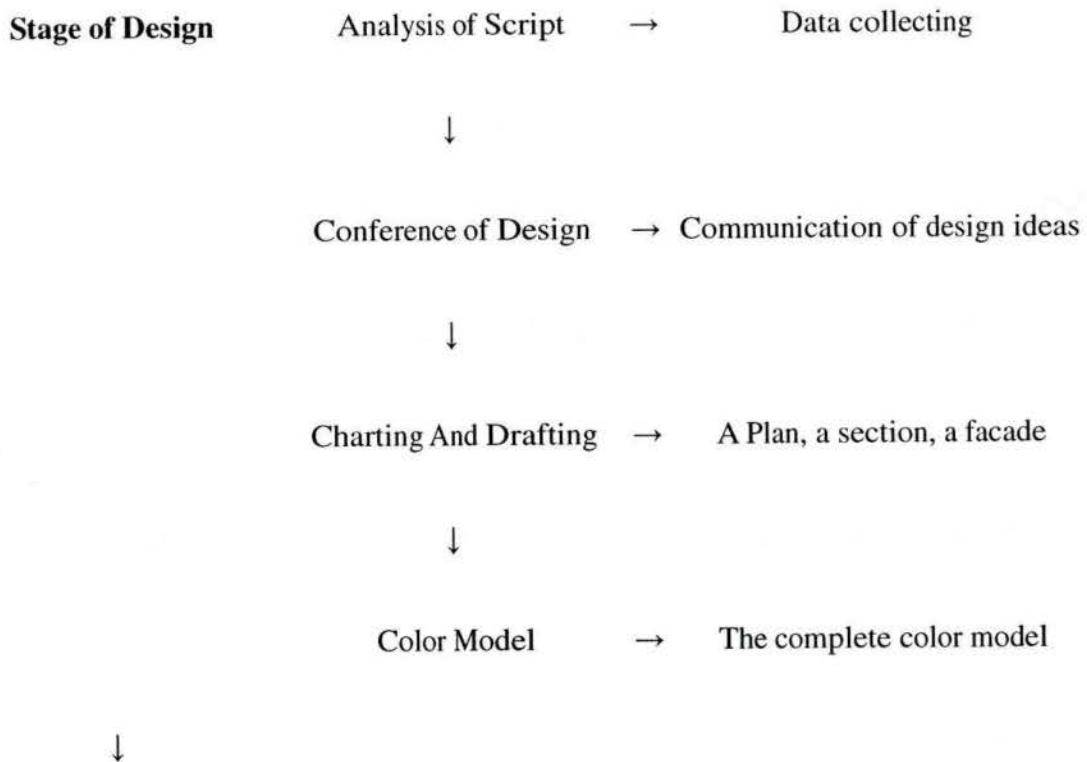 Stage of Design Analysis of Script → Data collecting
↓
Conference of Design → Communication of design ideas
↓
Charting And Drafting → A Plan, a section, a facade
↓
Color Model → The complete color model
↓